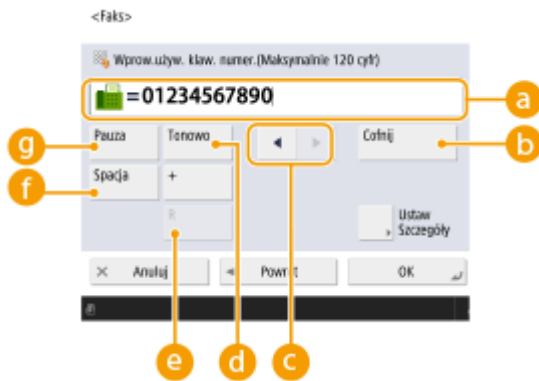 <Faks>
Wprow.używ. klaw. numer.(Maksymalnie 120 cyfr)
=01234567890
a
Pauza Tonowo Cofnij
g b
Spacja +
f
R Ustaw Szczegóły
Anuluj Powrót OK
e d c